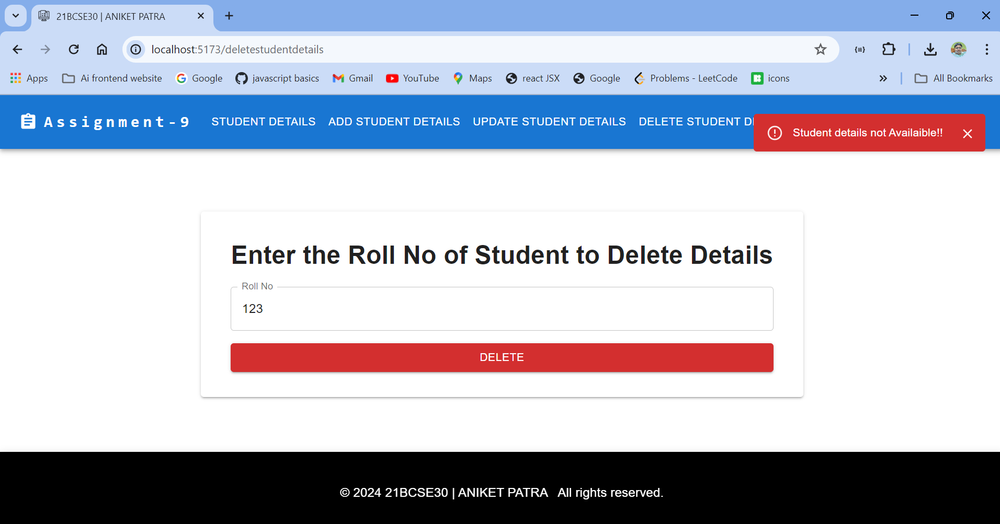 21BCSE30 | ANIKET PATRA
localhost:5173/deletestudentdetails
Apps Ai frontend website Google javascript basics Gmail YouTube Maps react JSX Google Problems - LeetCode icons All Bookmarks
Assignment-9 STUDENT DETAILS ADD STUDENT DETAILS UPDATE STUDENT DETAILS DELETE STUDENT
Student details not Availaible!!
Enter the Roll No of Student to Delete Details
Roll No
123
DELETE
© 2024 21BCSE30 | ANIKET PATRA All rights reserved.